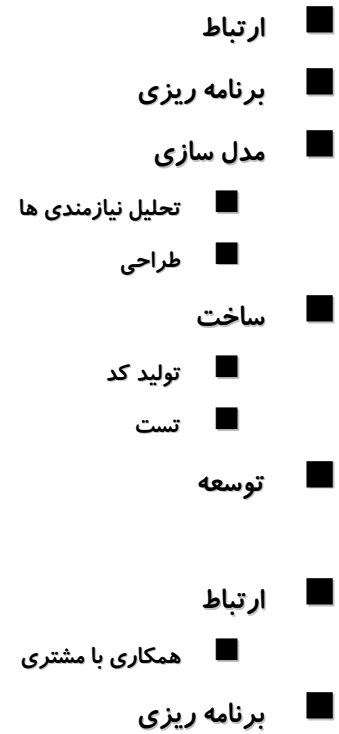 ارتباط
برنامه ریزی
مدل سازی
تحلیل نیازمندی ها
طراحی
ساخت
تولید کد
تست
توسعه
ارتباط
همکاری با مشتری
برنامه ریزی